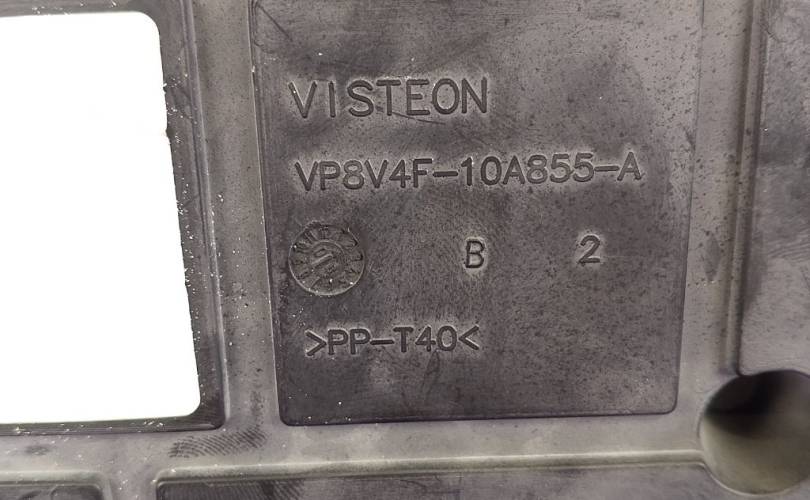 VISTEON
VP8V4F-10A855-A
B 2
>PP-T40<